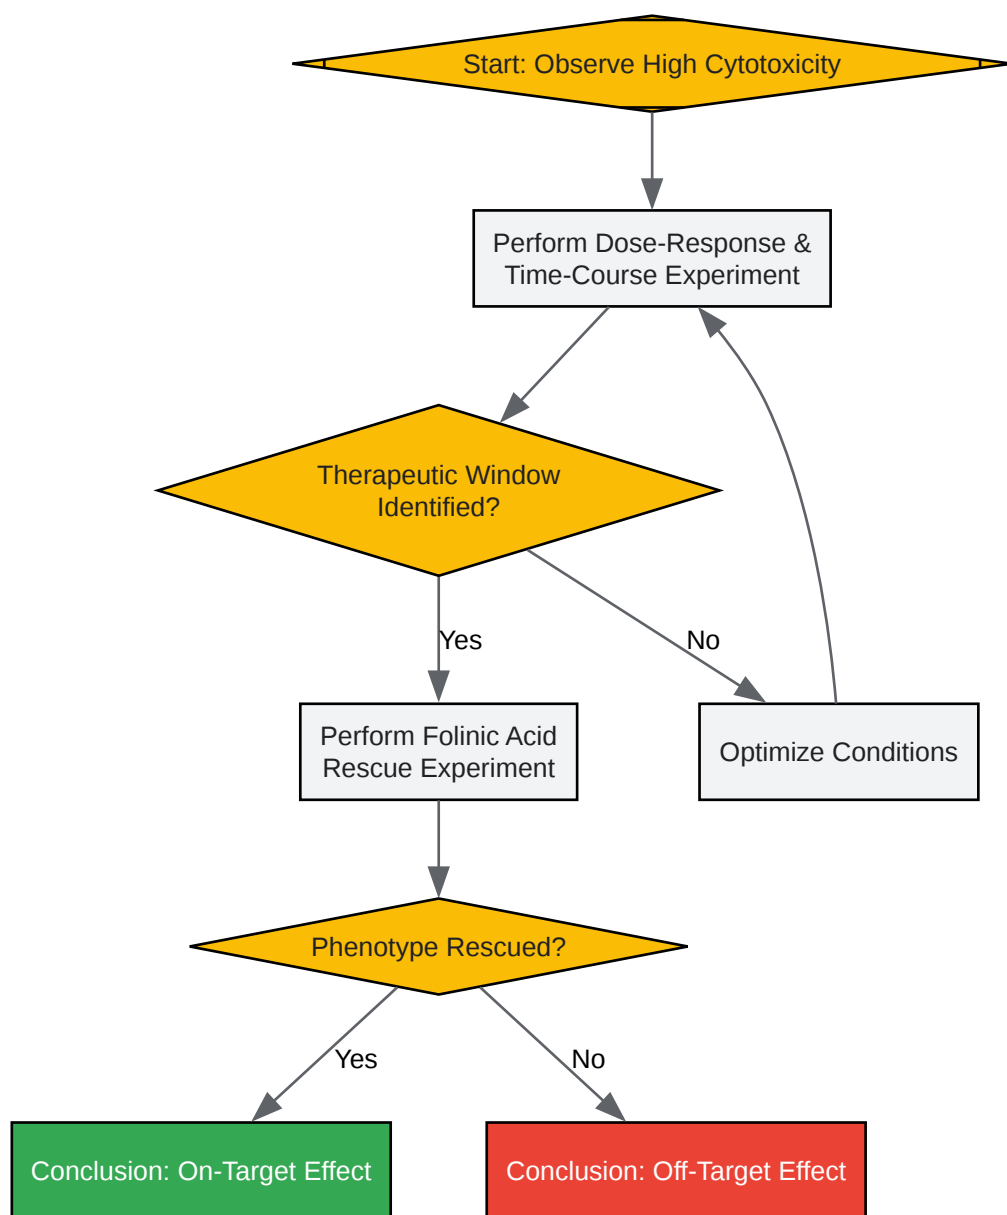 Start: Observe High Cytotoxicity
Perform Dose-Response &
Time-Course Experiment
Therapeutic Window
Identified?
Yes
No
Perform Folinic Acid
Rescue Experiment
Optimize Conditions
Phenotype Rescued?
Yes
No
Conclusion: On-Target Effect
Conclusion: Off-Target Effect